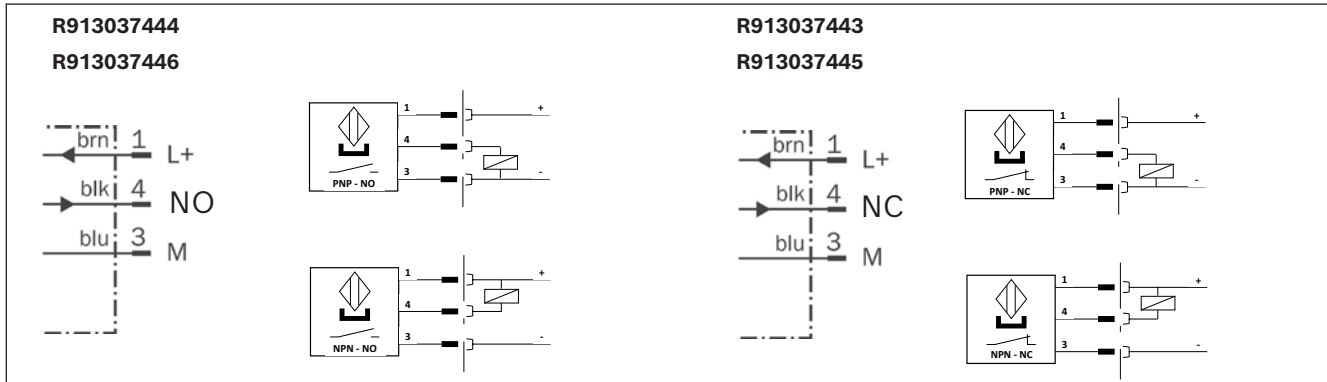 R913037444
R913037446
brn 1 L+
blk 4 NO
blu 3 M
1 +
4
3 -
PNP - NO
1 +
4
3 -
NPN - NO
R913037443
R913037445
brn 1 L+
blk 4 NC
blu 3 M
1 +
4
3 -
PNP - NC
1 +
4
3 -
NPN - NC